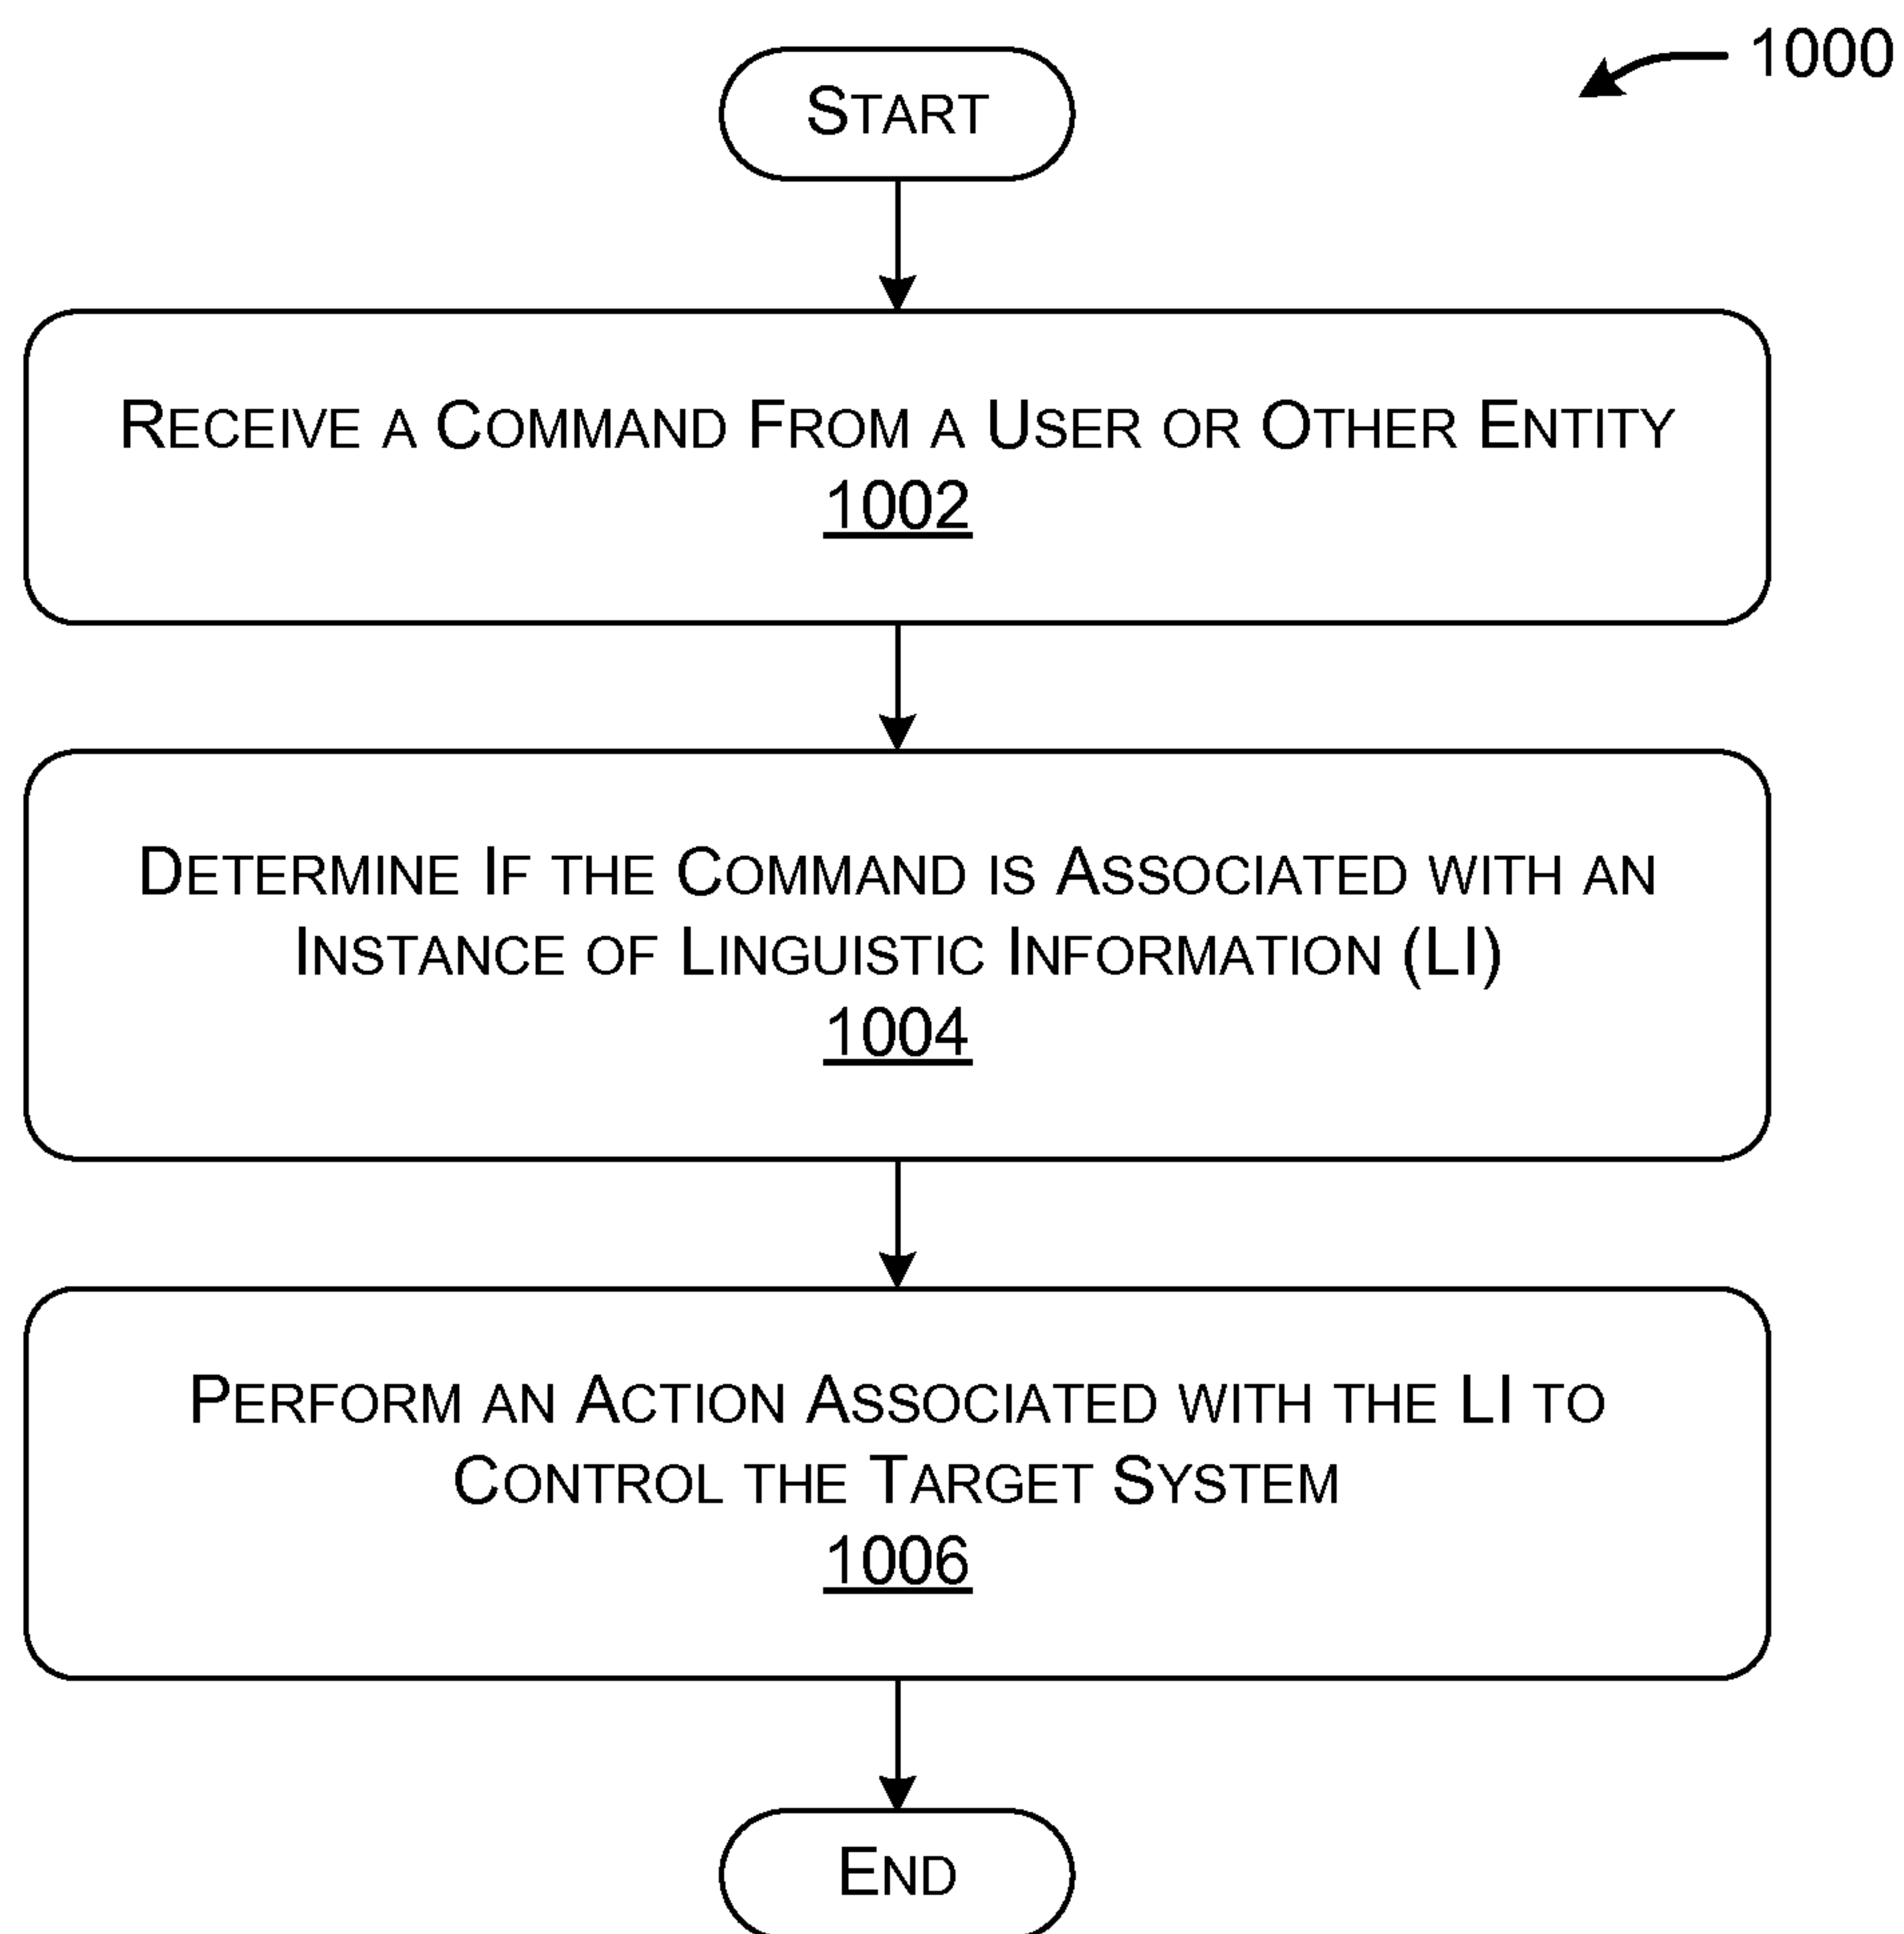 1000
START
RECEIVE A COMMAND FROM A USER OR OTHER ENTITY
1002
DETERMINE IF THE COMMAND IS ASSOCIATED WITH AN
INSTANCE OF LINGUISTIC INFORMATION (LI)
1004
PERFORM AN ACTION ASSOCIATED WITH THE LI TO
CONTROL THE TARGET SYSTEM
1006
END